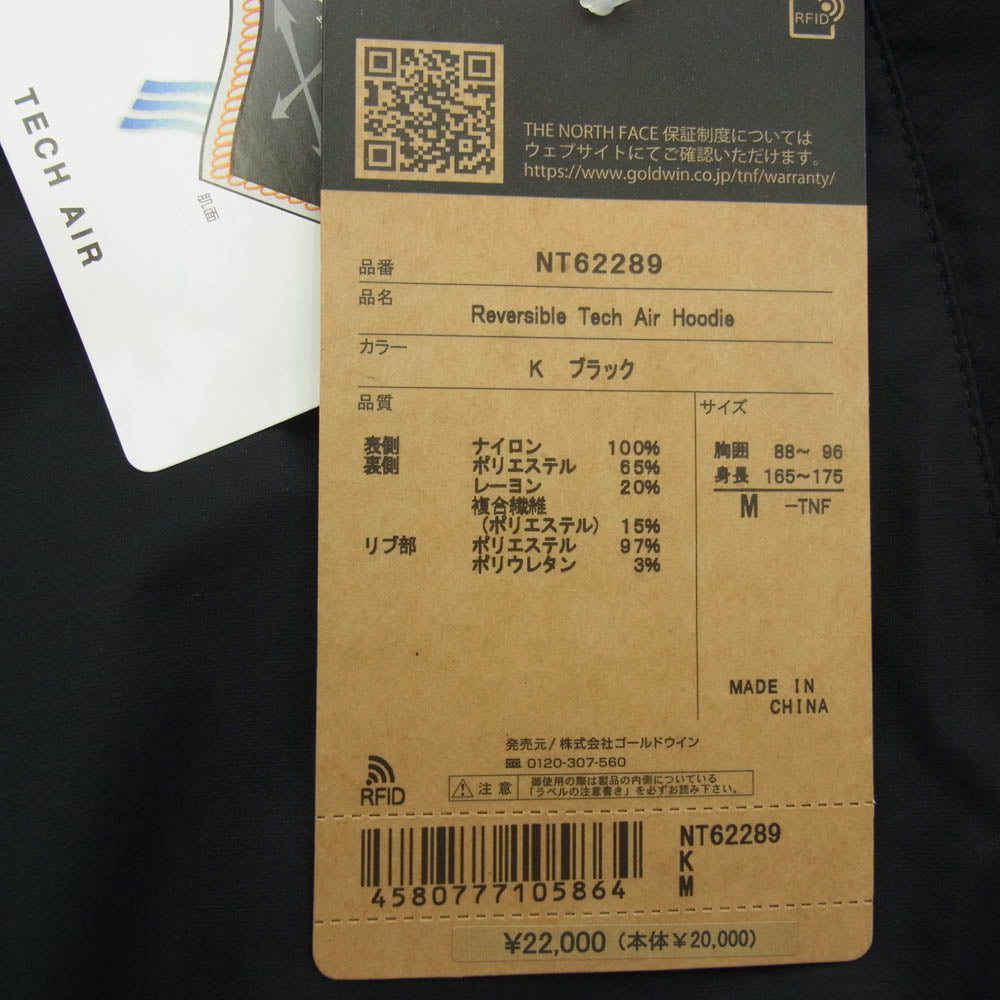 TECH AIR
肌面
RFID
THE NORTH FACE 保証制度については
ウェブサイトにてご確認いただけます。
https://www.goldwin.co.jp/tnf/warranty/
品番 NT62289
品名
Reversible Tech Air Hoodie
カラー
K ブラック
品質
表側 ナイロン 100%
裏側 ポリエステル 65%
レーヨン 20%
複合繊維
(ポリエステル) 15%
リブ部 ポリエステル 97%
ポリウレタン 3%
サイズ
胸囲 88～ 96
身長 165～175
M -TNF
MADE IN
CHINA
発売元/株式会社ゴールドウイン
0120-307-560
RFID
注意 御使用の際は製品の内側についている
「ラベルの注意書き」を必ずお読み下さい。
4580777105864
NT62289
K
M
¥22,000 (本体¥20,000)